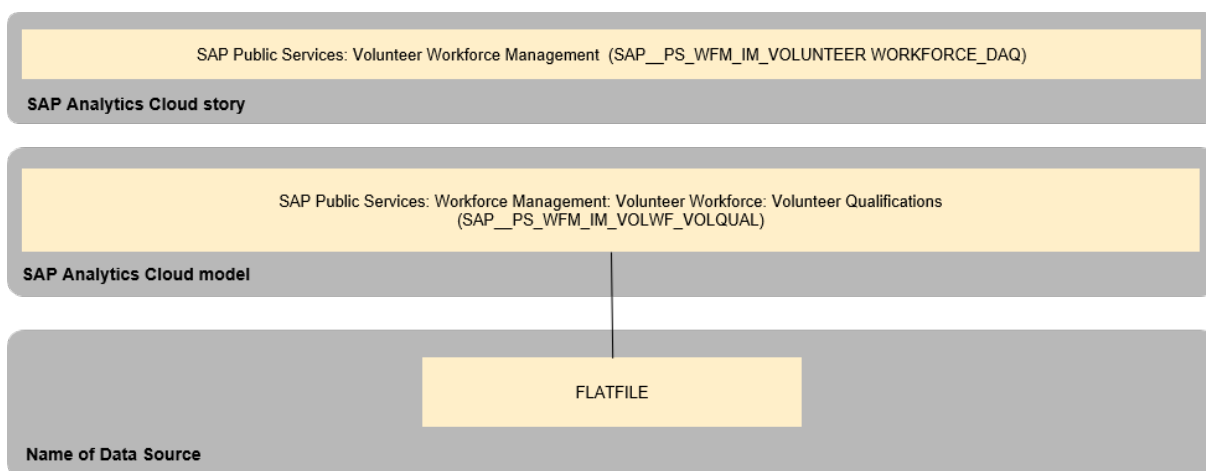 SAP Public Services: Volunteer Workforce Management (SAP__PS_WFM_IM_VOLUNTEER WORKFORCE_DAQ)
SAP Analytics Cloud story
SAP Public Services: Workforce Management: Volunteer Workforce: Volunteer Qualifications
(SAP__PS_WFM_IM_VOLWF_VOLQUAL)
SAP Analytics Cloud model
FLATFILE
Name of Data Source